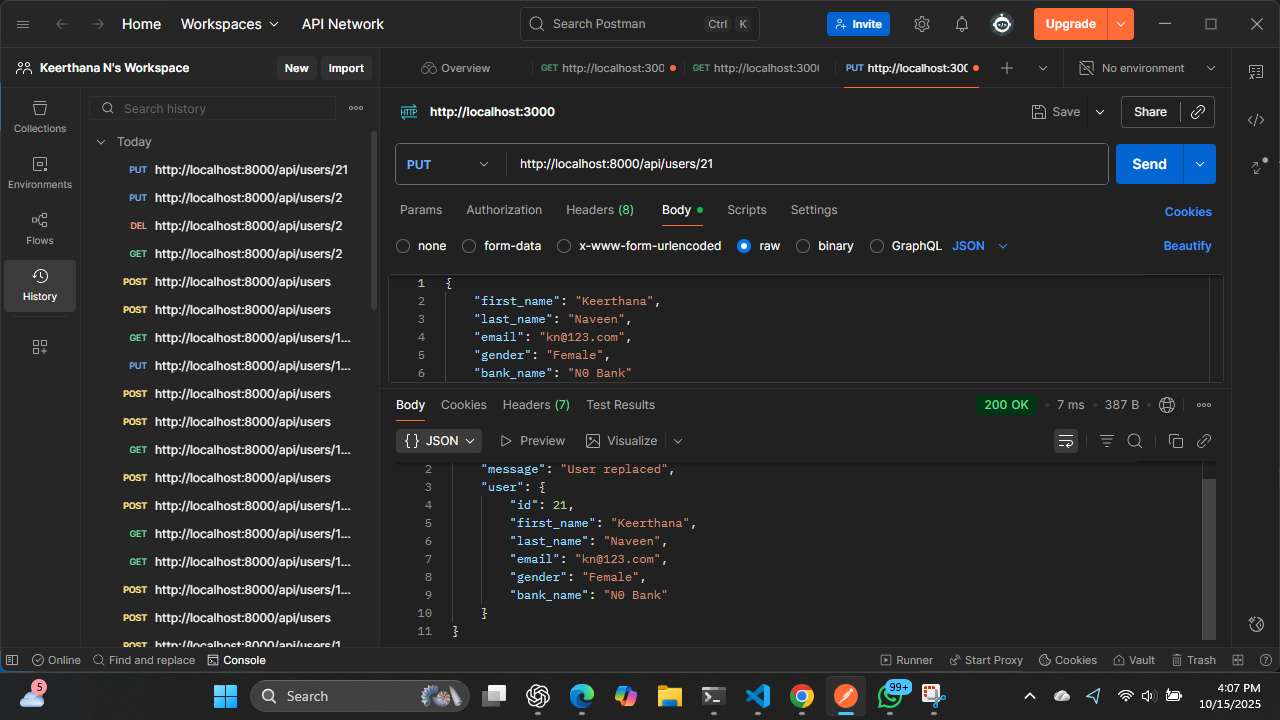 Home Workspaces API Network Search Postman Ctrl K Invite Upgrade
Keerthana N's Workspace New Import Overview GET http://localhost:300 GET http://localhost:3000 PUT http://localhost:300 No environment
Collections
Environments
Flows
History
Search history
Today
PUT http://localhost:8000/api/users/21
PUT http://localhost:8000/api/users/2
DEL http://localhost:8000/api/users/2
GET http://localhost:8000/api/users/2
POST http://localhost:8000/api/users
POST http://localhost:8000/api/users
GET http://localhost:8000/api/users/1...
PUT http://localhost:8000/api/users/1...
POST http://localhost:8000/api/users
POST http://localhost:8000/api/users
GET http://localhost:8000/api/users/1...
POST http://localhost:8000/api/users
POST http://localhost:8000/api/users/1...
GET http://localhost:8000/api/users/1...
GET http://localhost:8000/api/users/1...
POST http://localhost:8000/api/users/1...
POST http://localhost:8000/api/users
POST http://localhost:8000/api/users/1
HTTP http://localhost:3000 Save Share
PUT http://localhost:8000/api/users/21 Send
Params Authorization Headers (8) Body Scripts Settings Cookies
none form-data x-www-form-urlencoded raw binary GraphQL JSON Beautify
1 {
2 "first_name": "Keerthana",
3 "last_name": "Naveen",
4 "email": "kn@123.com",
5 "gender": "Female",
6 "bank_name": "N0 Bank"
Body Cookies Headers (7) Test Results 200 OK • 7 ms • 387 B
{} JSON Preview Visualize
2 "message": "User replaced",
3 "user": {
4 "id": 21,
5 "first_name": "Keerthana",
6 "last_name": "Naveen",
7 "email": "kn@123.com",
8 "gender": "Female",
9 "bank_name": "N0 Bank"
10 }
11 }
Online Find and replace Console Runner Start Proxy Cookies Vault Trash
5 Search 99+ 4:07 PM
10/15/2025